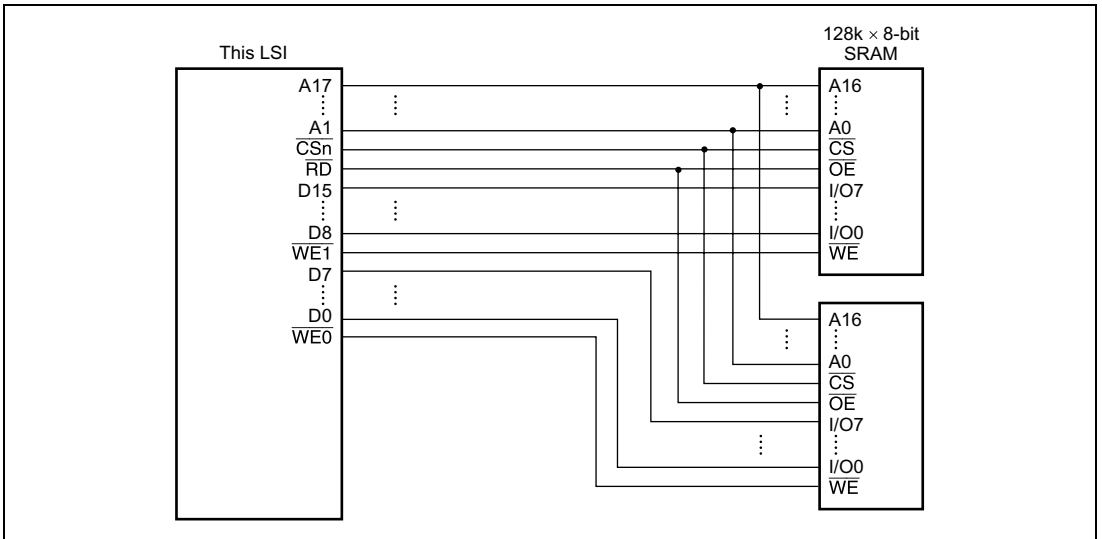 This LSI
A17
A1
CSn
RD
D15
D8
WE1
D7
D0
WE0
128k × 8-bit
SRAM
A16
A0
CS
OE
I/O7
I/O0
WE
A16
A0
CS
OE
I/O7
I/O0
WE